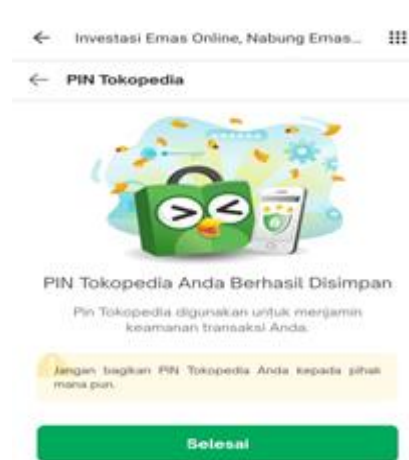 Investasi Emas Online, Nabung Emas...
PIN Tokopedia
PIN Tokopedia Anda Berhasil Disimpan
Pin Tokopedia digunakan untuk menjamin
keamanan transaksi Anda.
Jangan bagikan PIN Tokopedia Anda kepada pihak
mana pun.
Selesai